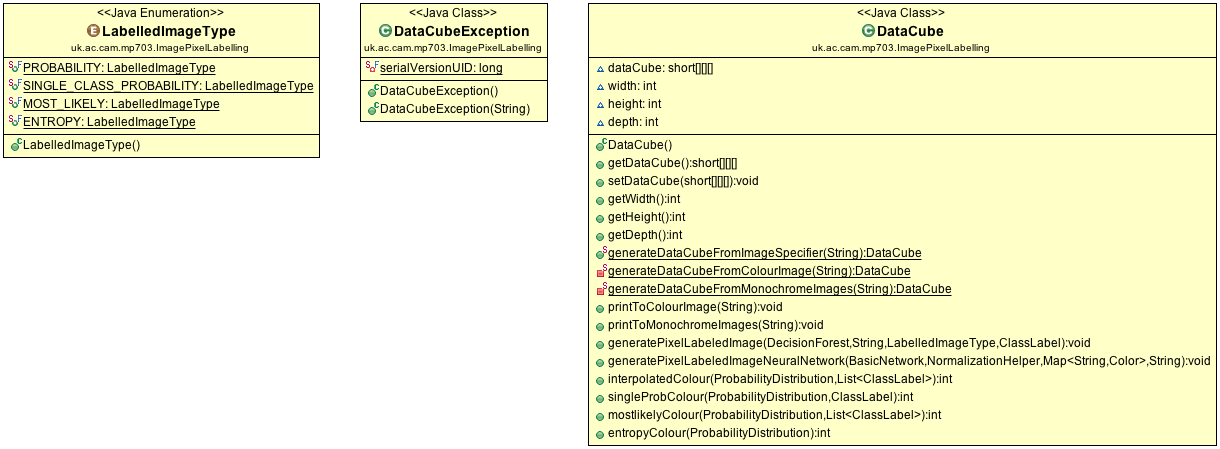 <<Java Enumeration>>
LabelledImageType
uk.ac.cam.mp703.ImagePixelLabelling
PROBABILITY: LabelledImageType
SINGLE_CLASS_PROBABILITY: LabelledImageType
MOST_LIKELY: LabelledImageType
ENTROPY: LabelledImageType
LabelledImageType()
<<Java Class>>
DataCubeException
uk.ac.cam.mp703.ImagePixelLabelling
serialVersionUID: long
DataCubeException()
DataCubeException(String)
<<Java Class>>
DataCube
uk.ac.cam.mp703.ImagePixelLabelling
dataCube: short[][][]
width: int
height: int
depth: int
DataCube()
getDataCube():short[][][]
setDataCube(short[][][]):void
getWidth():int
getHeight():int
getDepth():int
generateDataCubeFromImageSpecifier(String):DataCube
generateDataCubeFromColourImage(String):DataCube
generateDataCubeFromMonochromeImages(String):DataCube
printToColourImage(String):void
printToMonochromeImages(String):void
generatePixelLabeledImage(DecisionForest,String,LabelledImageType,ClassLabel):void
generatePixelLabeledImageNeuralNetwork(BasicNetwork,NormalizationHelper,Map<String,Color>,String):void
interpolatedColour(ProbabilityDistribution,List<ClassLabel>):int
singleProbColour(ProbabilityDistribution,ClassLabel):int
mostlikelyColour(ProbabilityDistribution,List<ClassLabel>):int
entropyColour(ProbabilityDistribution):int